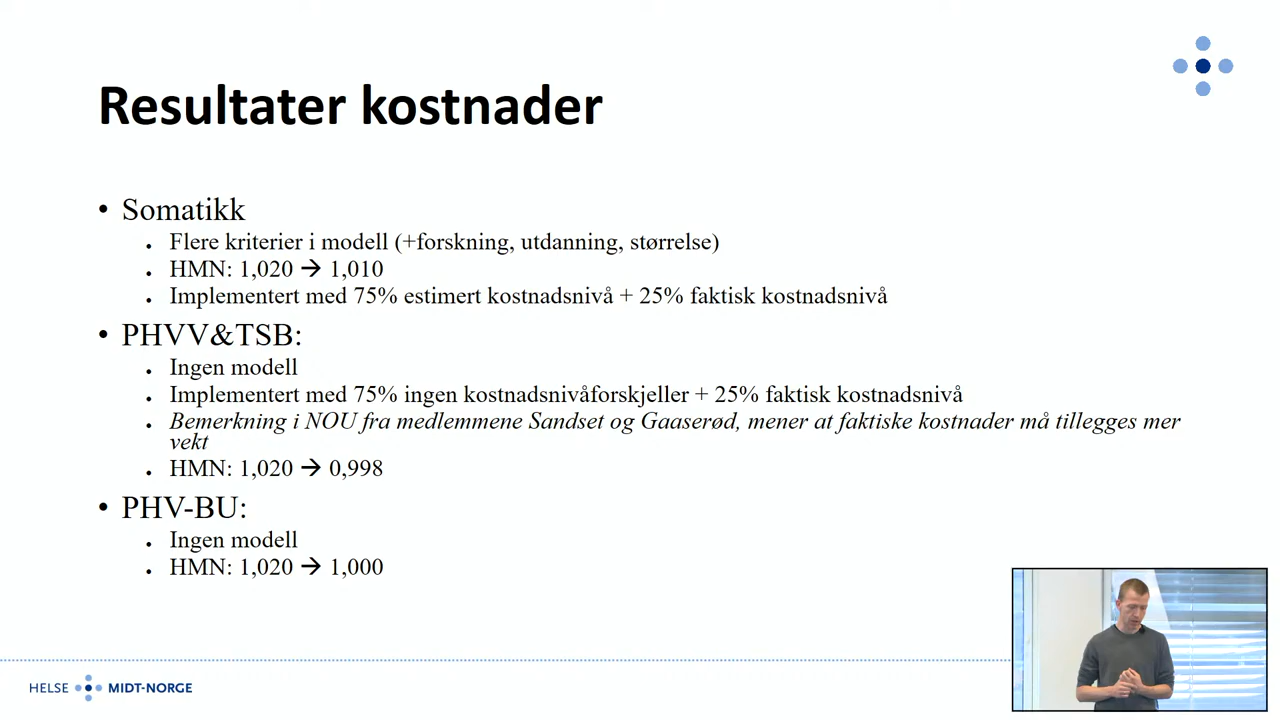 Resultater kostnader
• Somatikk
• Flere kriterier i modell (+forskning, utdanning, størrelse)
• HMN: 1,020 → 1,010
• Implementert med 75% estimert kostnadsnivå + 25% faktisk kostnadsnivå
• PHVV&TSB:
• Ingen modell
• Implementert med 75% ingen kostnadsnivåforskjeller + 25% faktisk kostnadsnivå
• Bemerkning i NOU fra medlemmene Sandset og Gaaserød, mener at faktiske kostnader må tillegges mer
vekt
• HMN: 1,020 → 0,998
• PHV-BU:
• Ingen modell
• HMN: 1,020 → 1,000
HELSE MIDT-NORGE